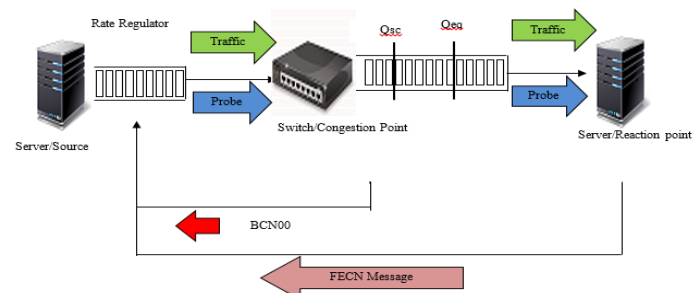 Rate Regulator
Traffic
Probe
Server/Source
Switch/Congestion Point
Qsc
Qeq
Traffic
Probe
Server/Reaction point
BCN00
FECN Message